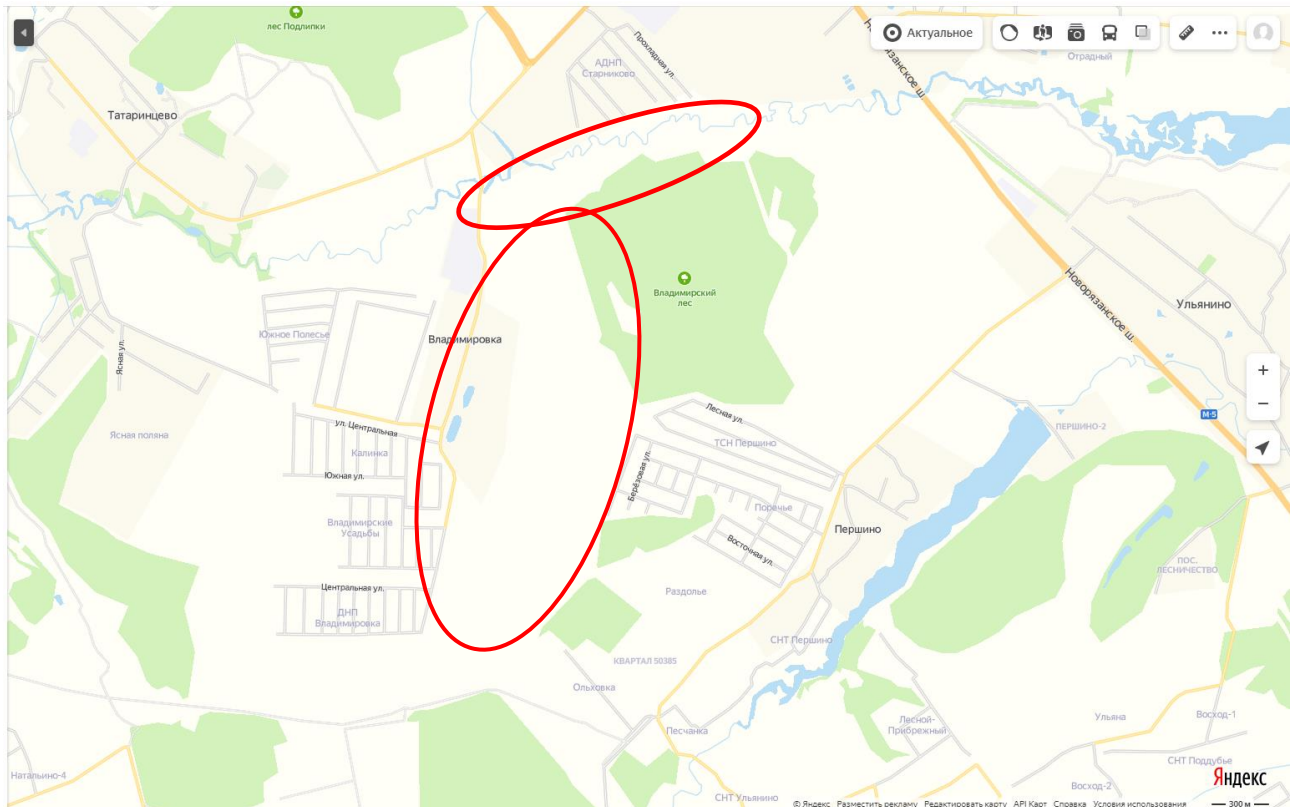 лес Подлипки
Актуальное
Новорязанское ш.
Отрадный
АДНП
Старниково
Прохладная ул.
Татаринцево
Владимирский
лес
Новорязанское ш.
Ульянино
Южное Полесье
Владимировка
Ясная ул.
+
−
М-5
Лесная ул.
ТСН Першино
ПЕРШИНО-2
ул. Центральная
Ясная поляна
Калинка
Южная ул.
Берёзовая ул.
Поречье
Владимирские
Усадьбы
Восточная ул.
Першино
ПОС.
ЛЕСНИЧЕСТВО
Центральная ул.
ДНП
Владимировка
Раздолье
СНТ Першино
КВАРТАЛ 50385
Ольховка
Песчанка
Лесной-
Прибрежный
Ульяна
Восход-1
СНТ Поддубье
Натальино-4
Яндекс
Восход-2
СНТ Ульянино
© Яндекс Разместить рекламу Редактировать карту API Карт Справка Условия использования 300 м